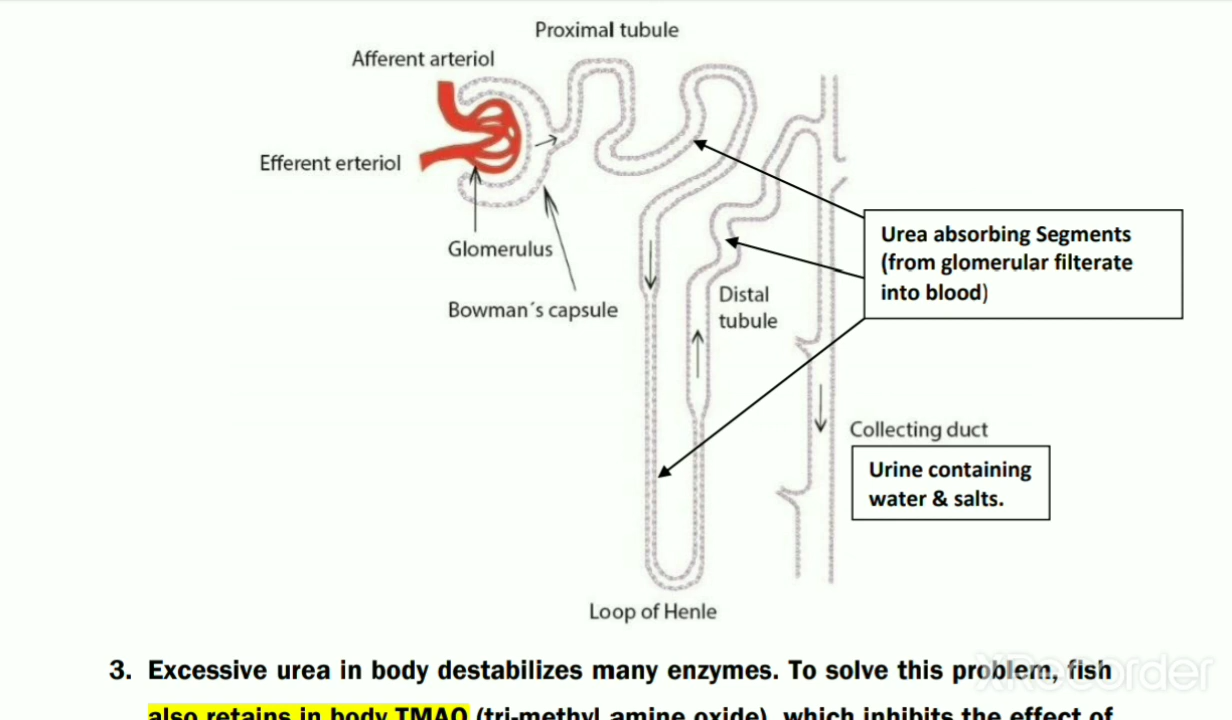 Proximal tubule
Afferent arteriol
Efferent erteriol
Glomerulus
Bowman´s capsule
Urea absorbing Segments
(from glomerular filterate
into blood)
Distal
tubule
Collecting duct
Urine containing
water & salts.
Loop of Henle
3. Excessive urea in body destabilizes many enzymes. To solve this problem, fish
also retains in body TMAO (tri-methyl amine oxide), which inhibits the effect of
XRecorder